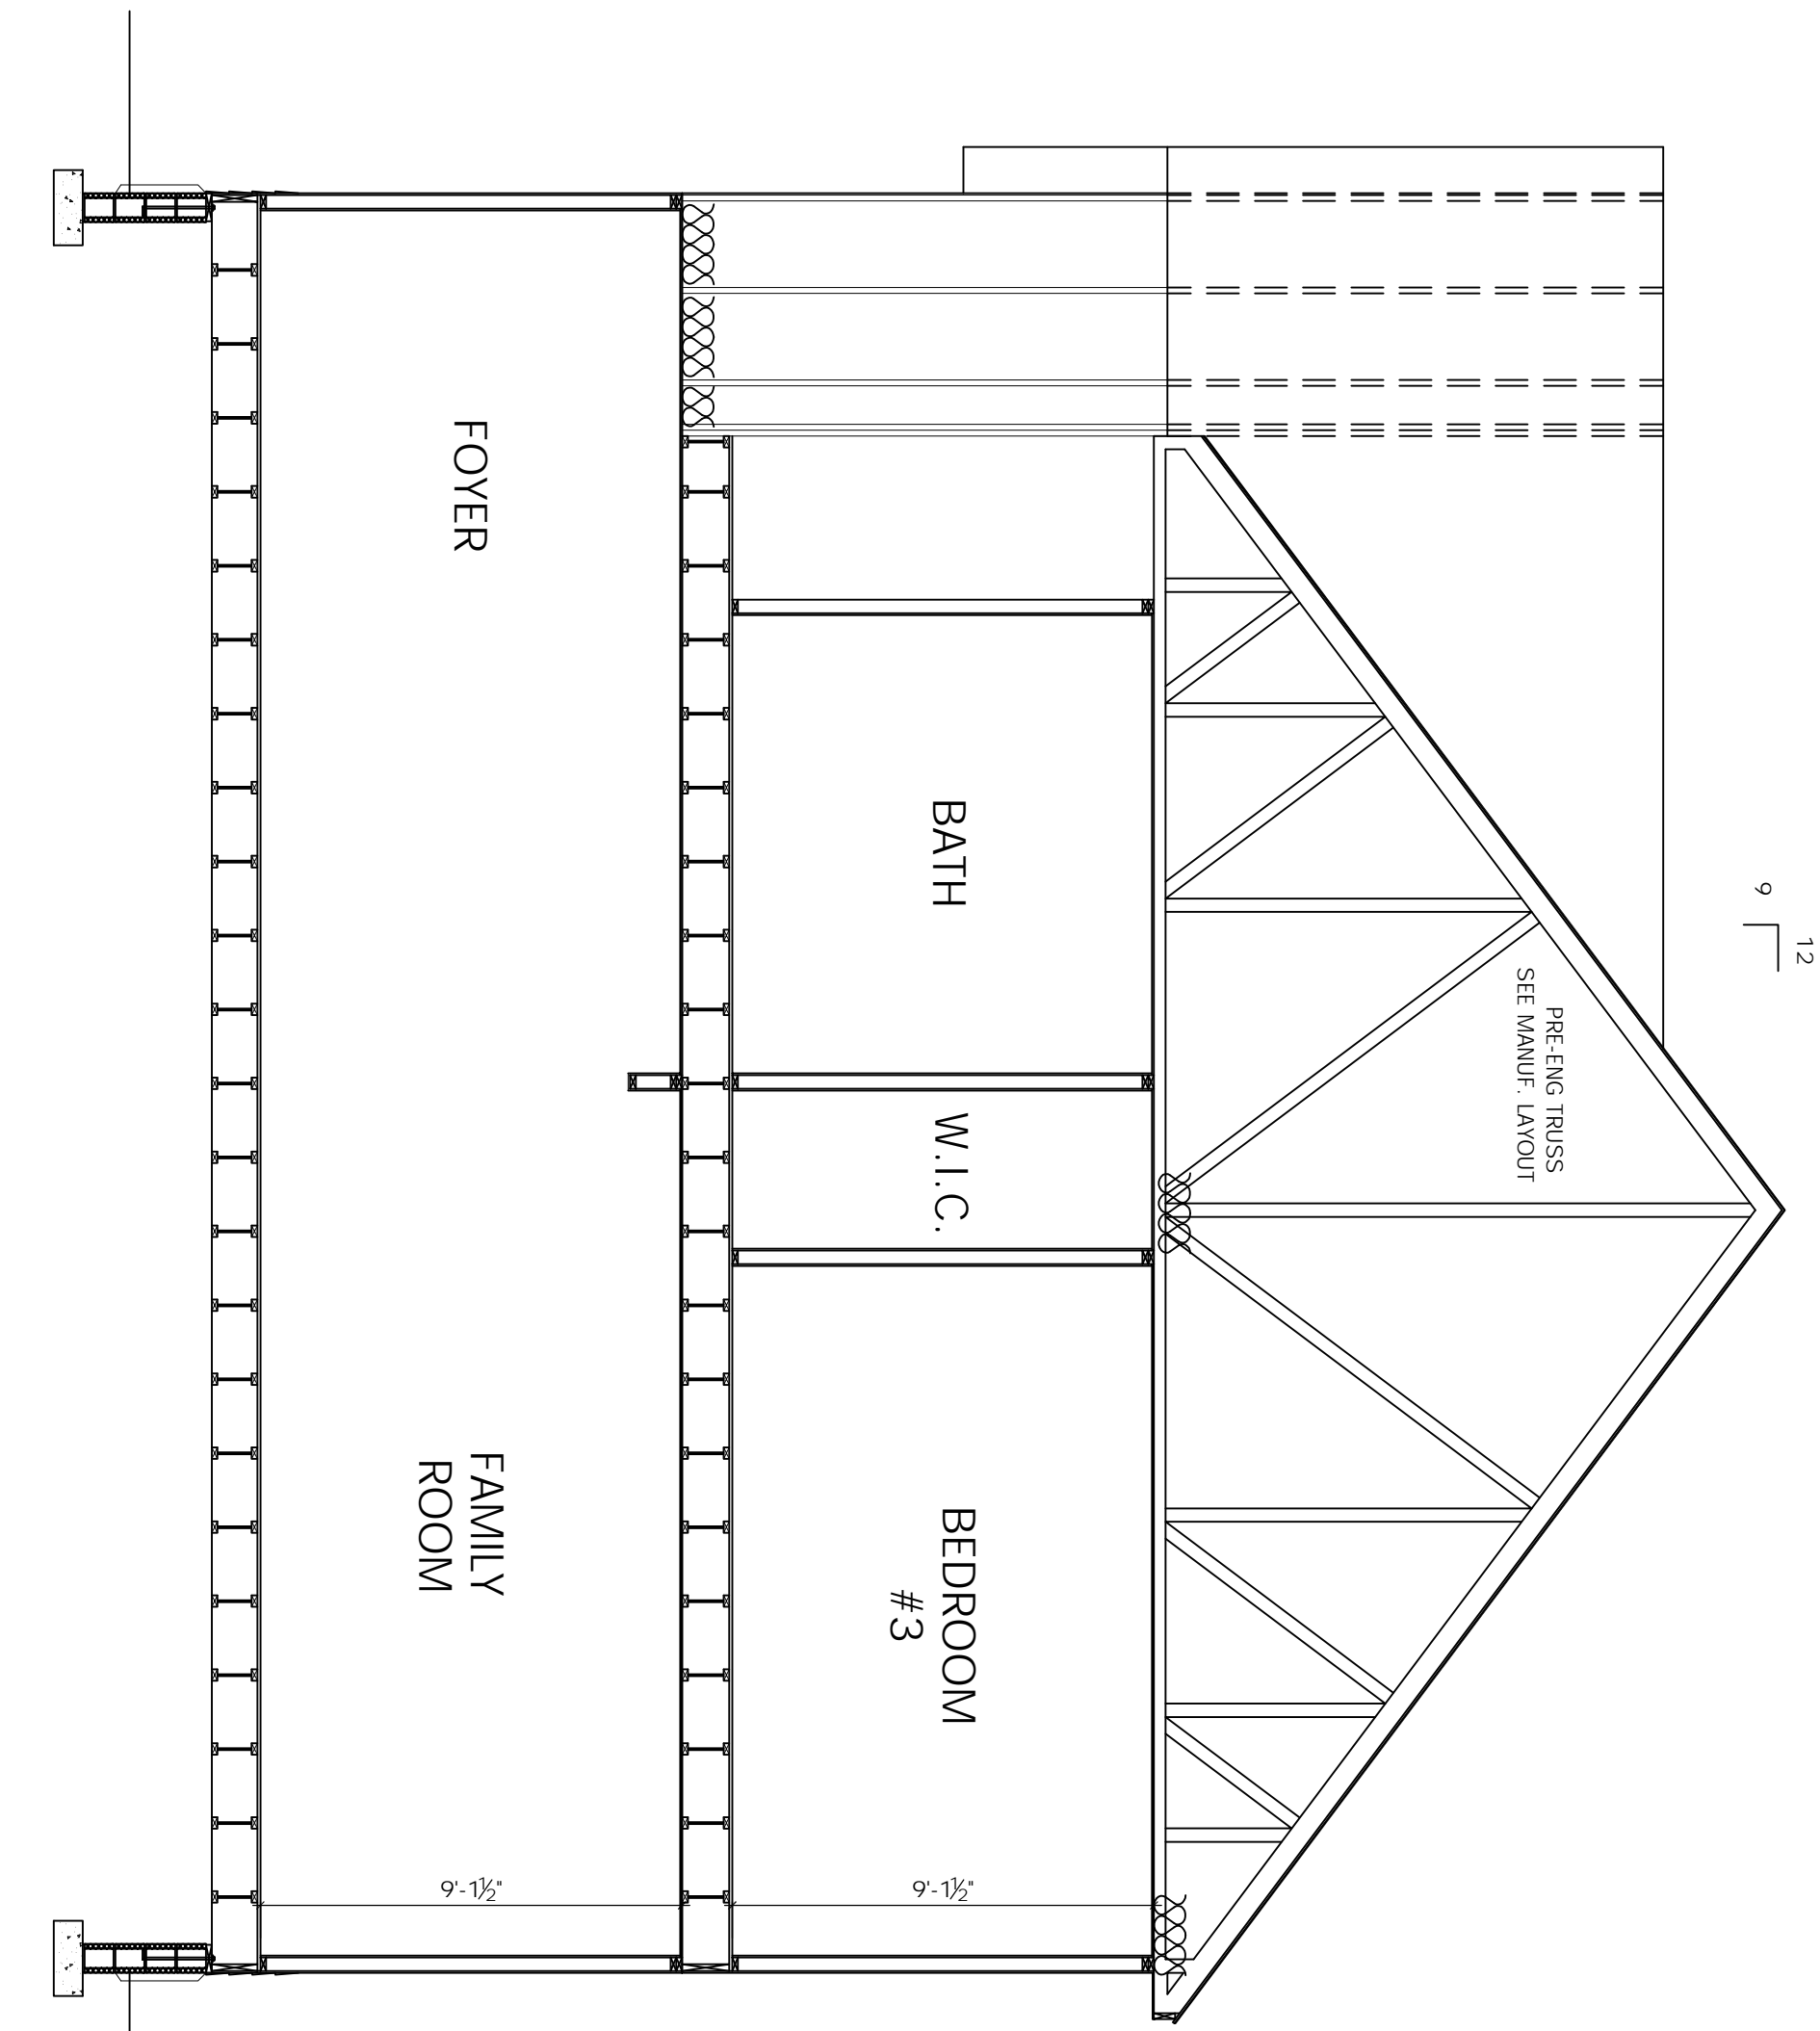 12
9
PRE-ENG TRUSS
SEE MANUF. LAYOUT
BATH
W.I.C.
BEDROOM
#3
9'-1½"
FOYER
FAMILY
ROOM
9'-1½"